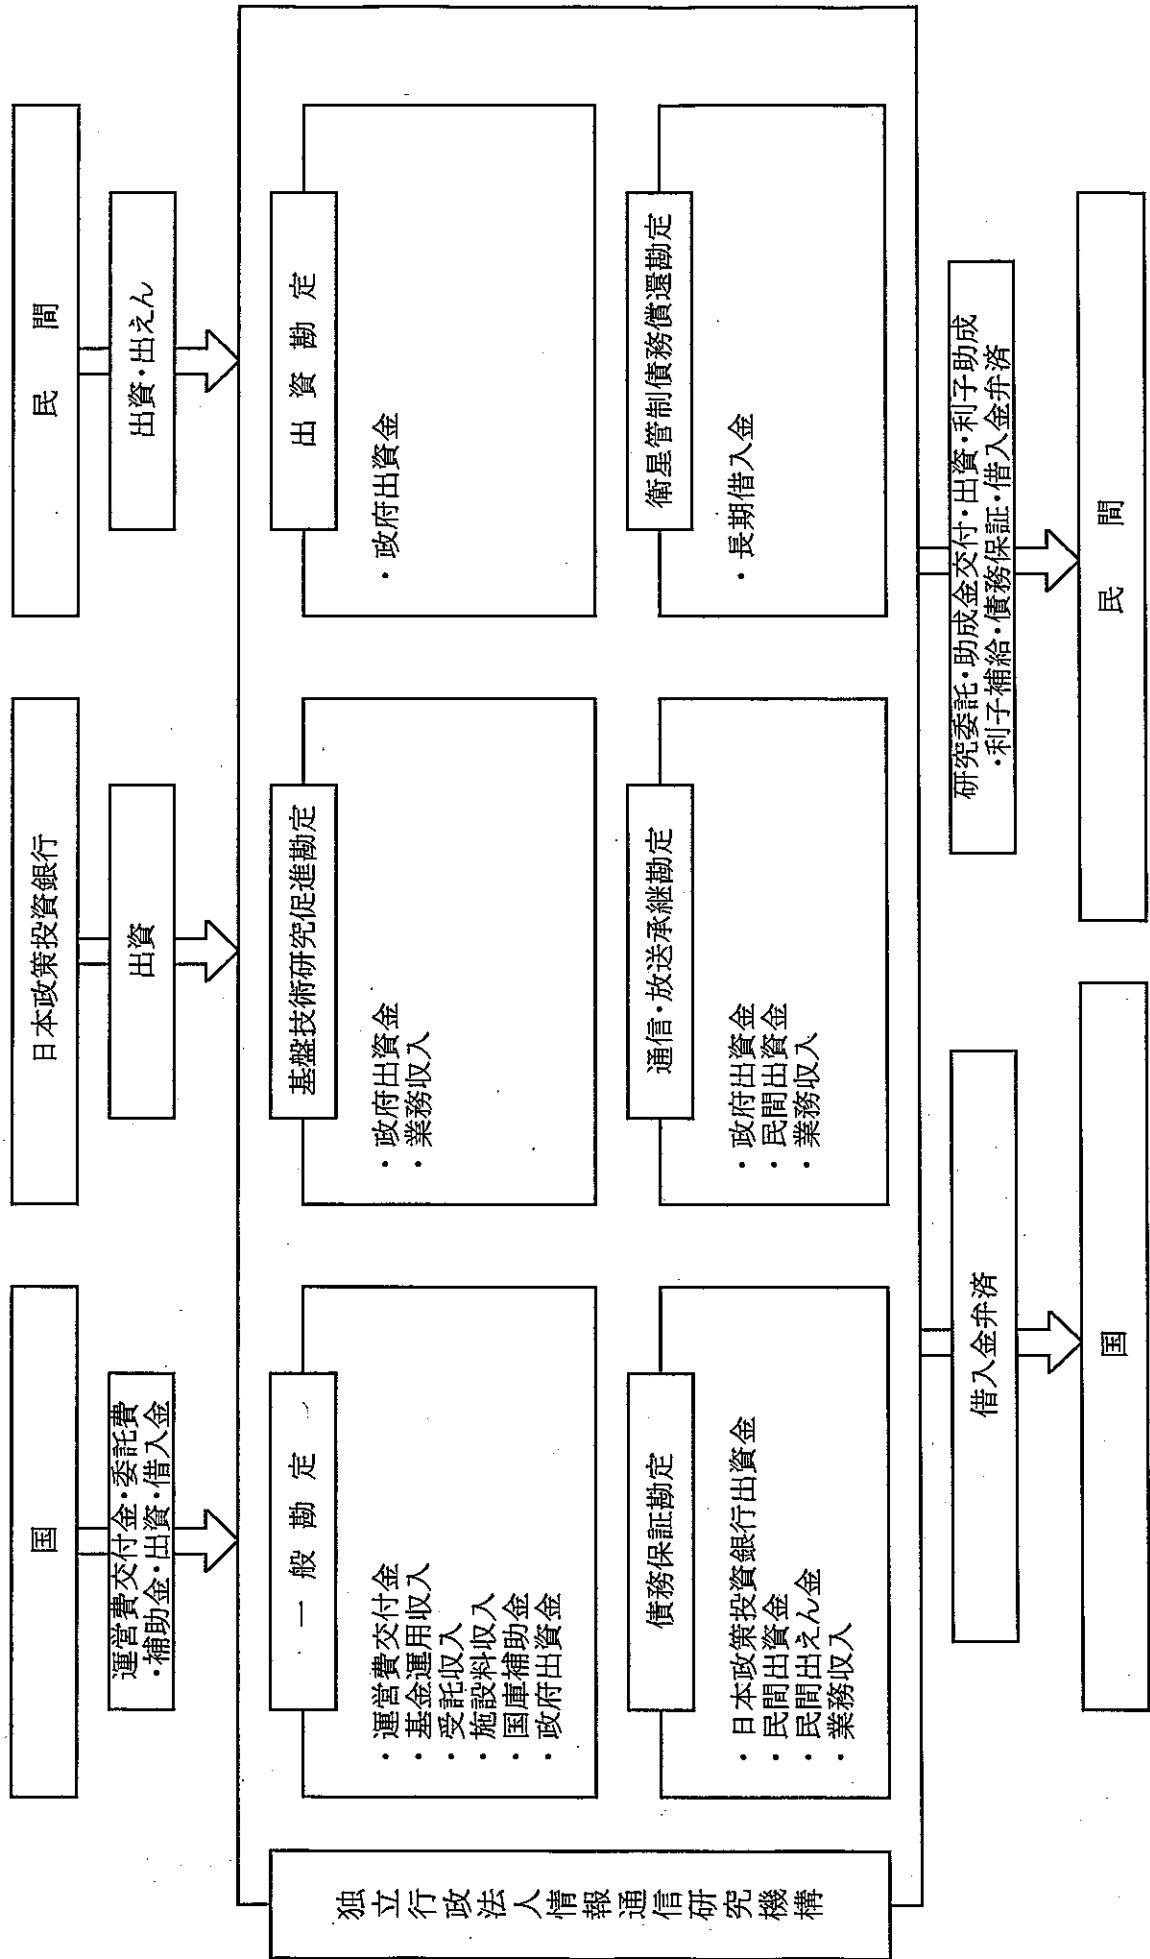 国
日本政策投資銀行
民　間
運営費交付金・委託費
・補助金・出資・借入金
出資
出資・出えん
独立行政法人情報通信研究機構
一　般　勘　定
・運営費交付金
・基金運用収入
・受託収入
・施設料収入
・国庫補助金
・政府出資金
基盤技術研究促進勘定
・政府出資金
・業務収入
出　資　勘　定
・政府出資金
債務保証勘定
・日本政策投資銀行出資金
・民間出資金
・民間出えん金
・業務収入
通信・放送承継勘定
・政府出資金
・民間出資金
・業務収入
衛星管制債務償還勘定
・長期借入金
借入金弁済
研究委託・助成金交付・出資・利子助成
・利子補給・債務保証・借入金弁済
国
民　間